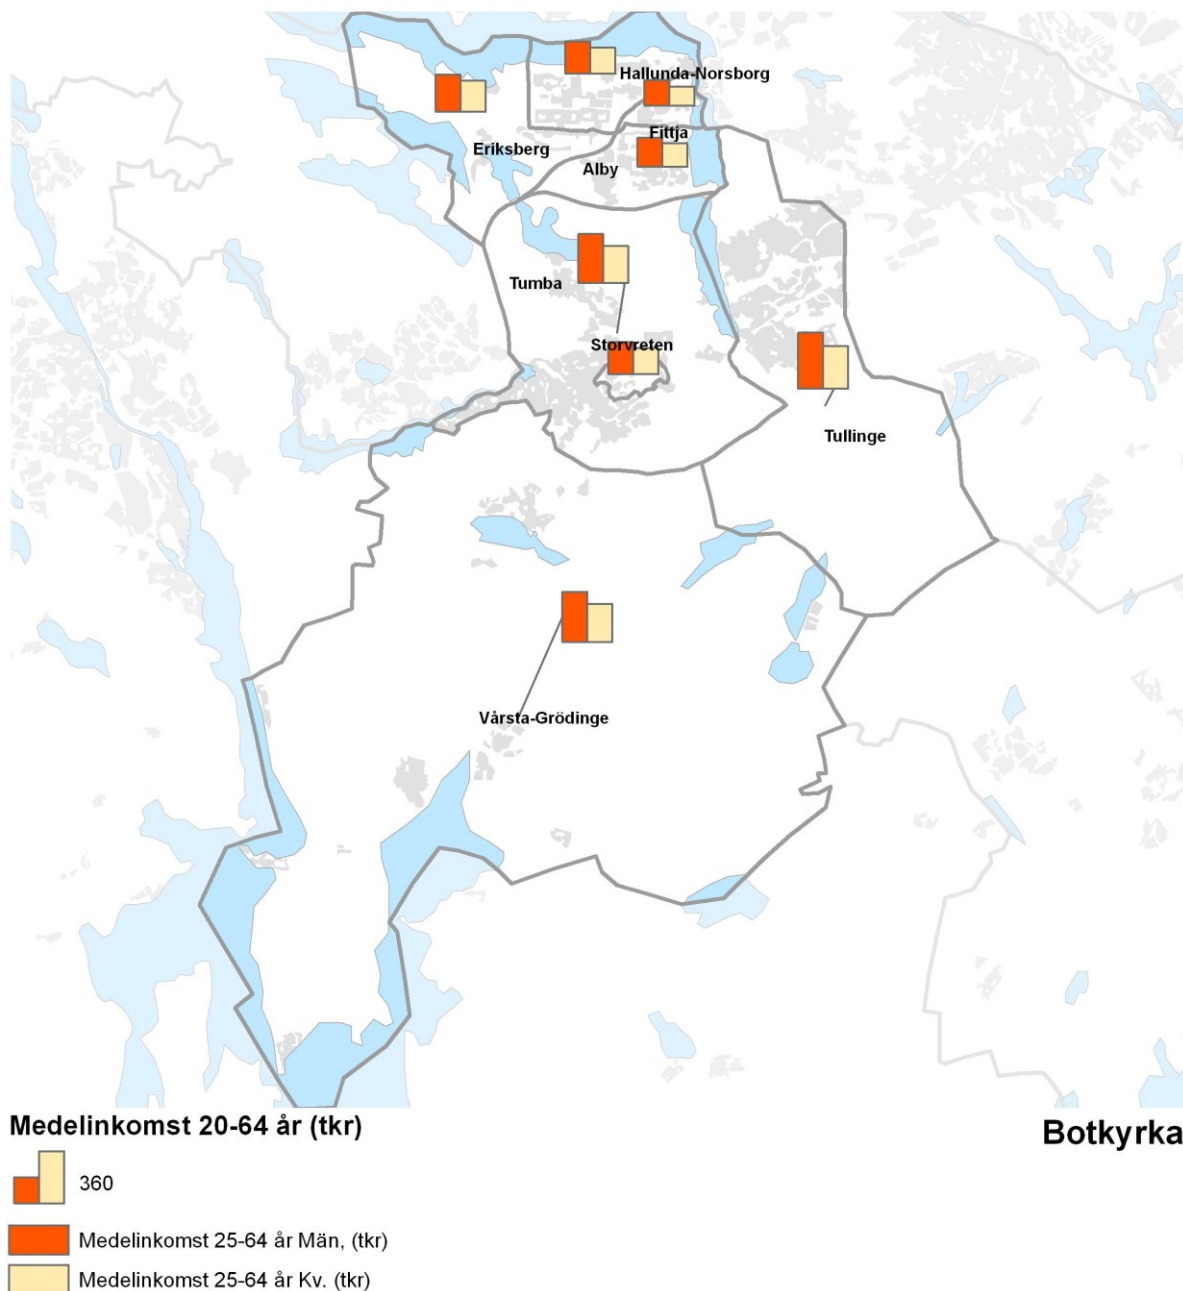 Hallunda-Norsborg
Fittja
Eriksberg
Alby
Tumba
Storvreten
Tullinge
Vårsta-Grödinge
Medelinkomst 20-64 år (tkr)
Botkyrka
360
Medelinkomst 25-64 år Män, (tkr)
Medelinkomst 25-64 år Kv. (tkr)